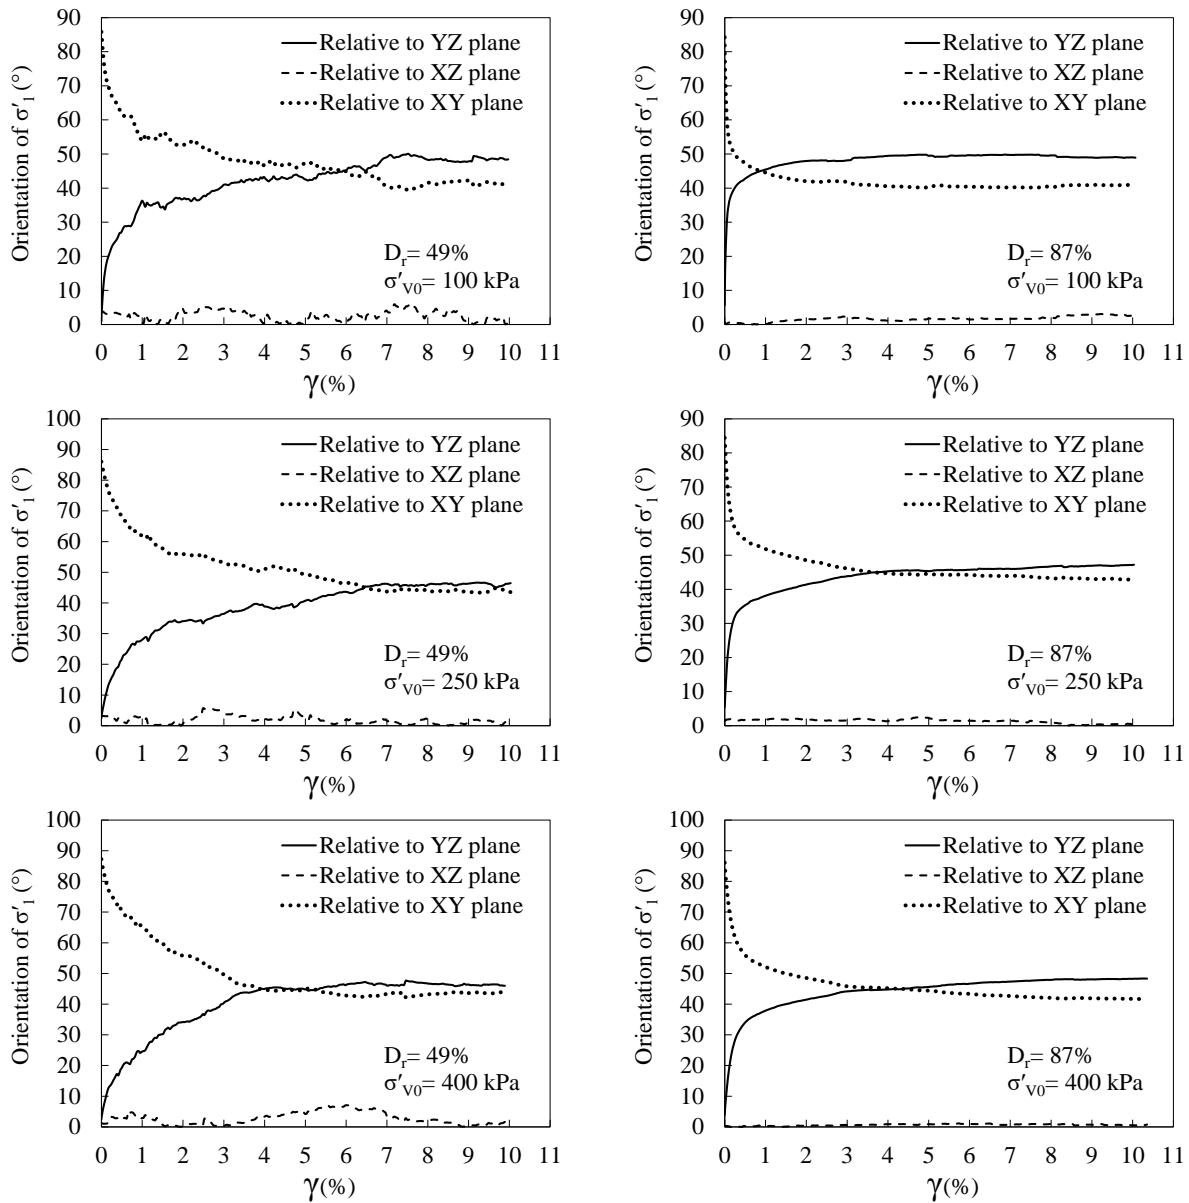 Orientation of σ′1 (°)
90
80
70
60
50
40
30
20
10
0
Relative to YZ plane
Relative to XZ plane
Relative to XY plane
Dr= 49%
σ′V0= 100 kPa
0 1 2 3 4 5 6 7 8 9 10 11
γ(%)
Orientation of σ′1 (°)
90
80
70
60
50
40
30
20
10
0
Relative to YZ plane
Relative to XZ plane
Relative to XY plane
Dr= 87%
σ′V0= 100 kPa
0 1 2 3 4 5 6 7 8 9 10 11
γ(%)
Orientation of σ′1 (°)
100
90
80
70
60
50
40
30
20
10
0
Relative to YZ plane
Relative to XZ plane
Relative to XY plane
Dr= 49%
σ′V0= 250 kPa
0 1 2 3 4 5 6 7 8 9 10 11
γ(%)
Orientation of σ′1 (°)
90
80
70
60
50
40
30
20
10
0
Relative to YZ plane
Relative to XZ plane
Relative to XY plane
Dr= 87%
σ′V0= 250 kPa
0 1 2 3 4 5 6 7 8 9 10 11
γ(%)
Orientation of σ′1 (°)
100
90
80
70
60
50
40
30
20
10
0
Relative to YZ plane
Relative to XZ plane
Relative to XY plane
Dr= 49%
σ′V0= 400 kPa
0 1 2 3 4 5 6 7 8 9 10 11
γ(%)
Orientation of σ′1 (°)
100
90
80
70
60
50
40
30
20
10
0
Relative to YZ plane
Relative to XZ plane
Relative to XY plane
Dr= 87%
σ′V0= 400 kPa
0 1 2 3 4 5 6 7 8 9 10 11
γ(%)